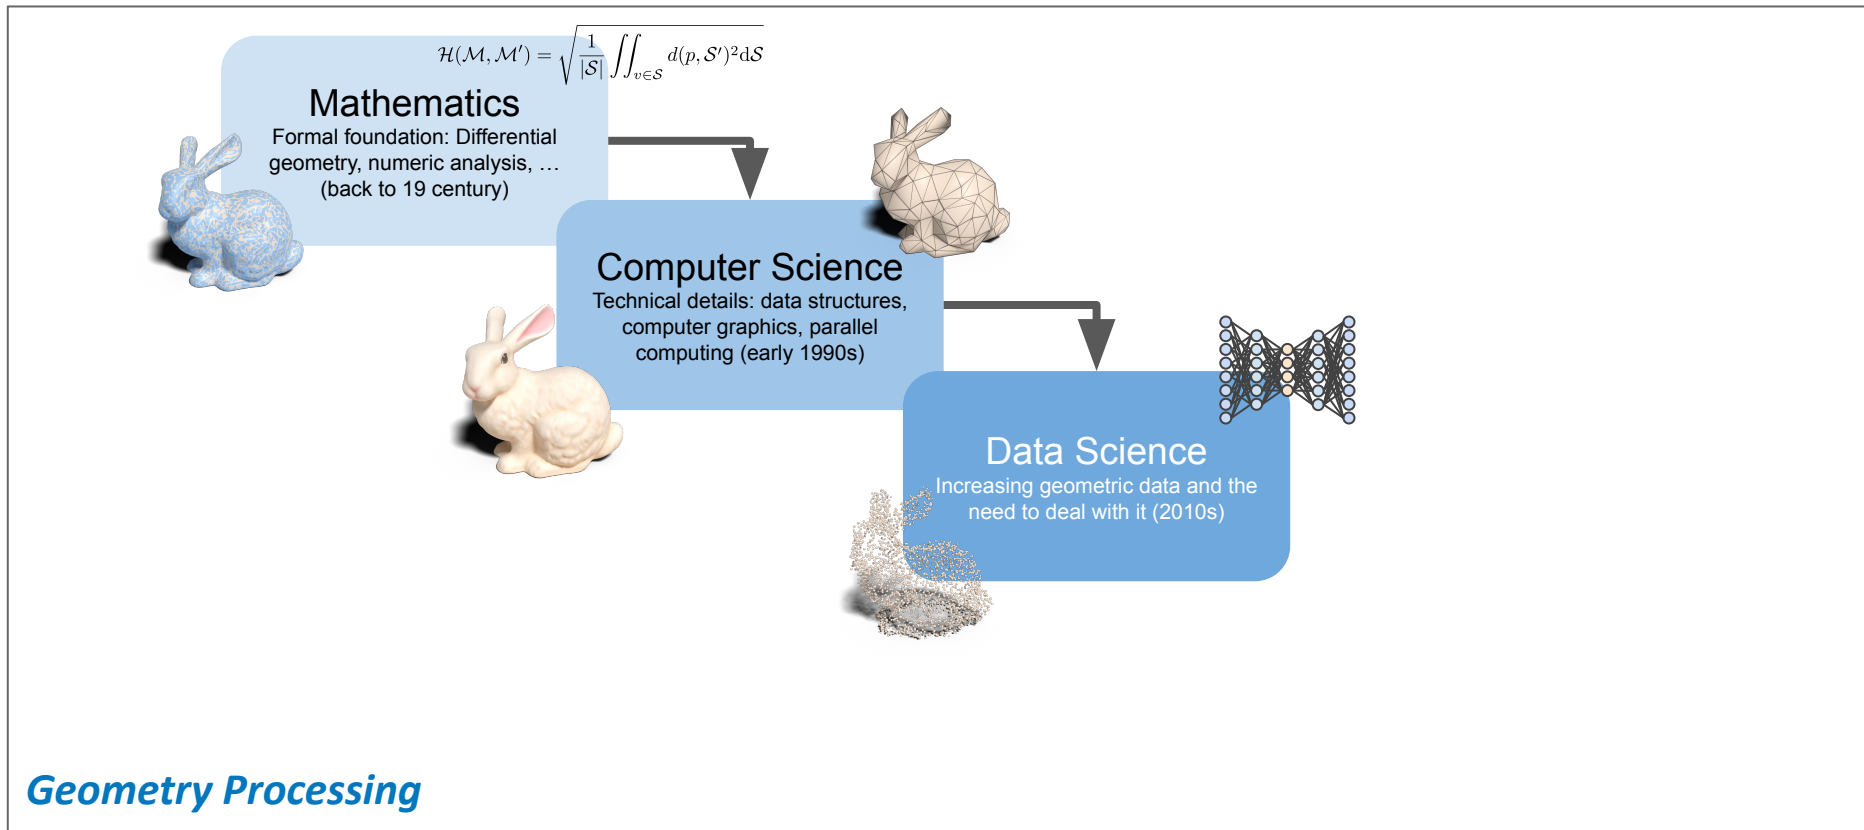 H(M, M′) = √(1/|S| ∬_{v∈S} d(p, S′)²dS)
Mathematics
Formal foundation: Differential
geometry, numeric analysis, …
(back to 19 century)
Computer Science
Technical details: data structures,
computer graphics, parallel
computing (early 1990s)
Data Science
Increasing geometric data and the
need to deal with it (2010s)
Geometry Processing